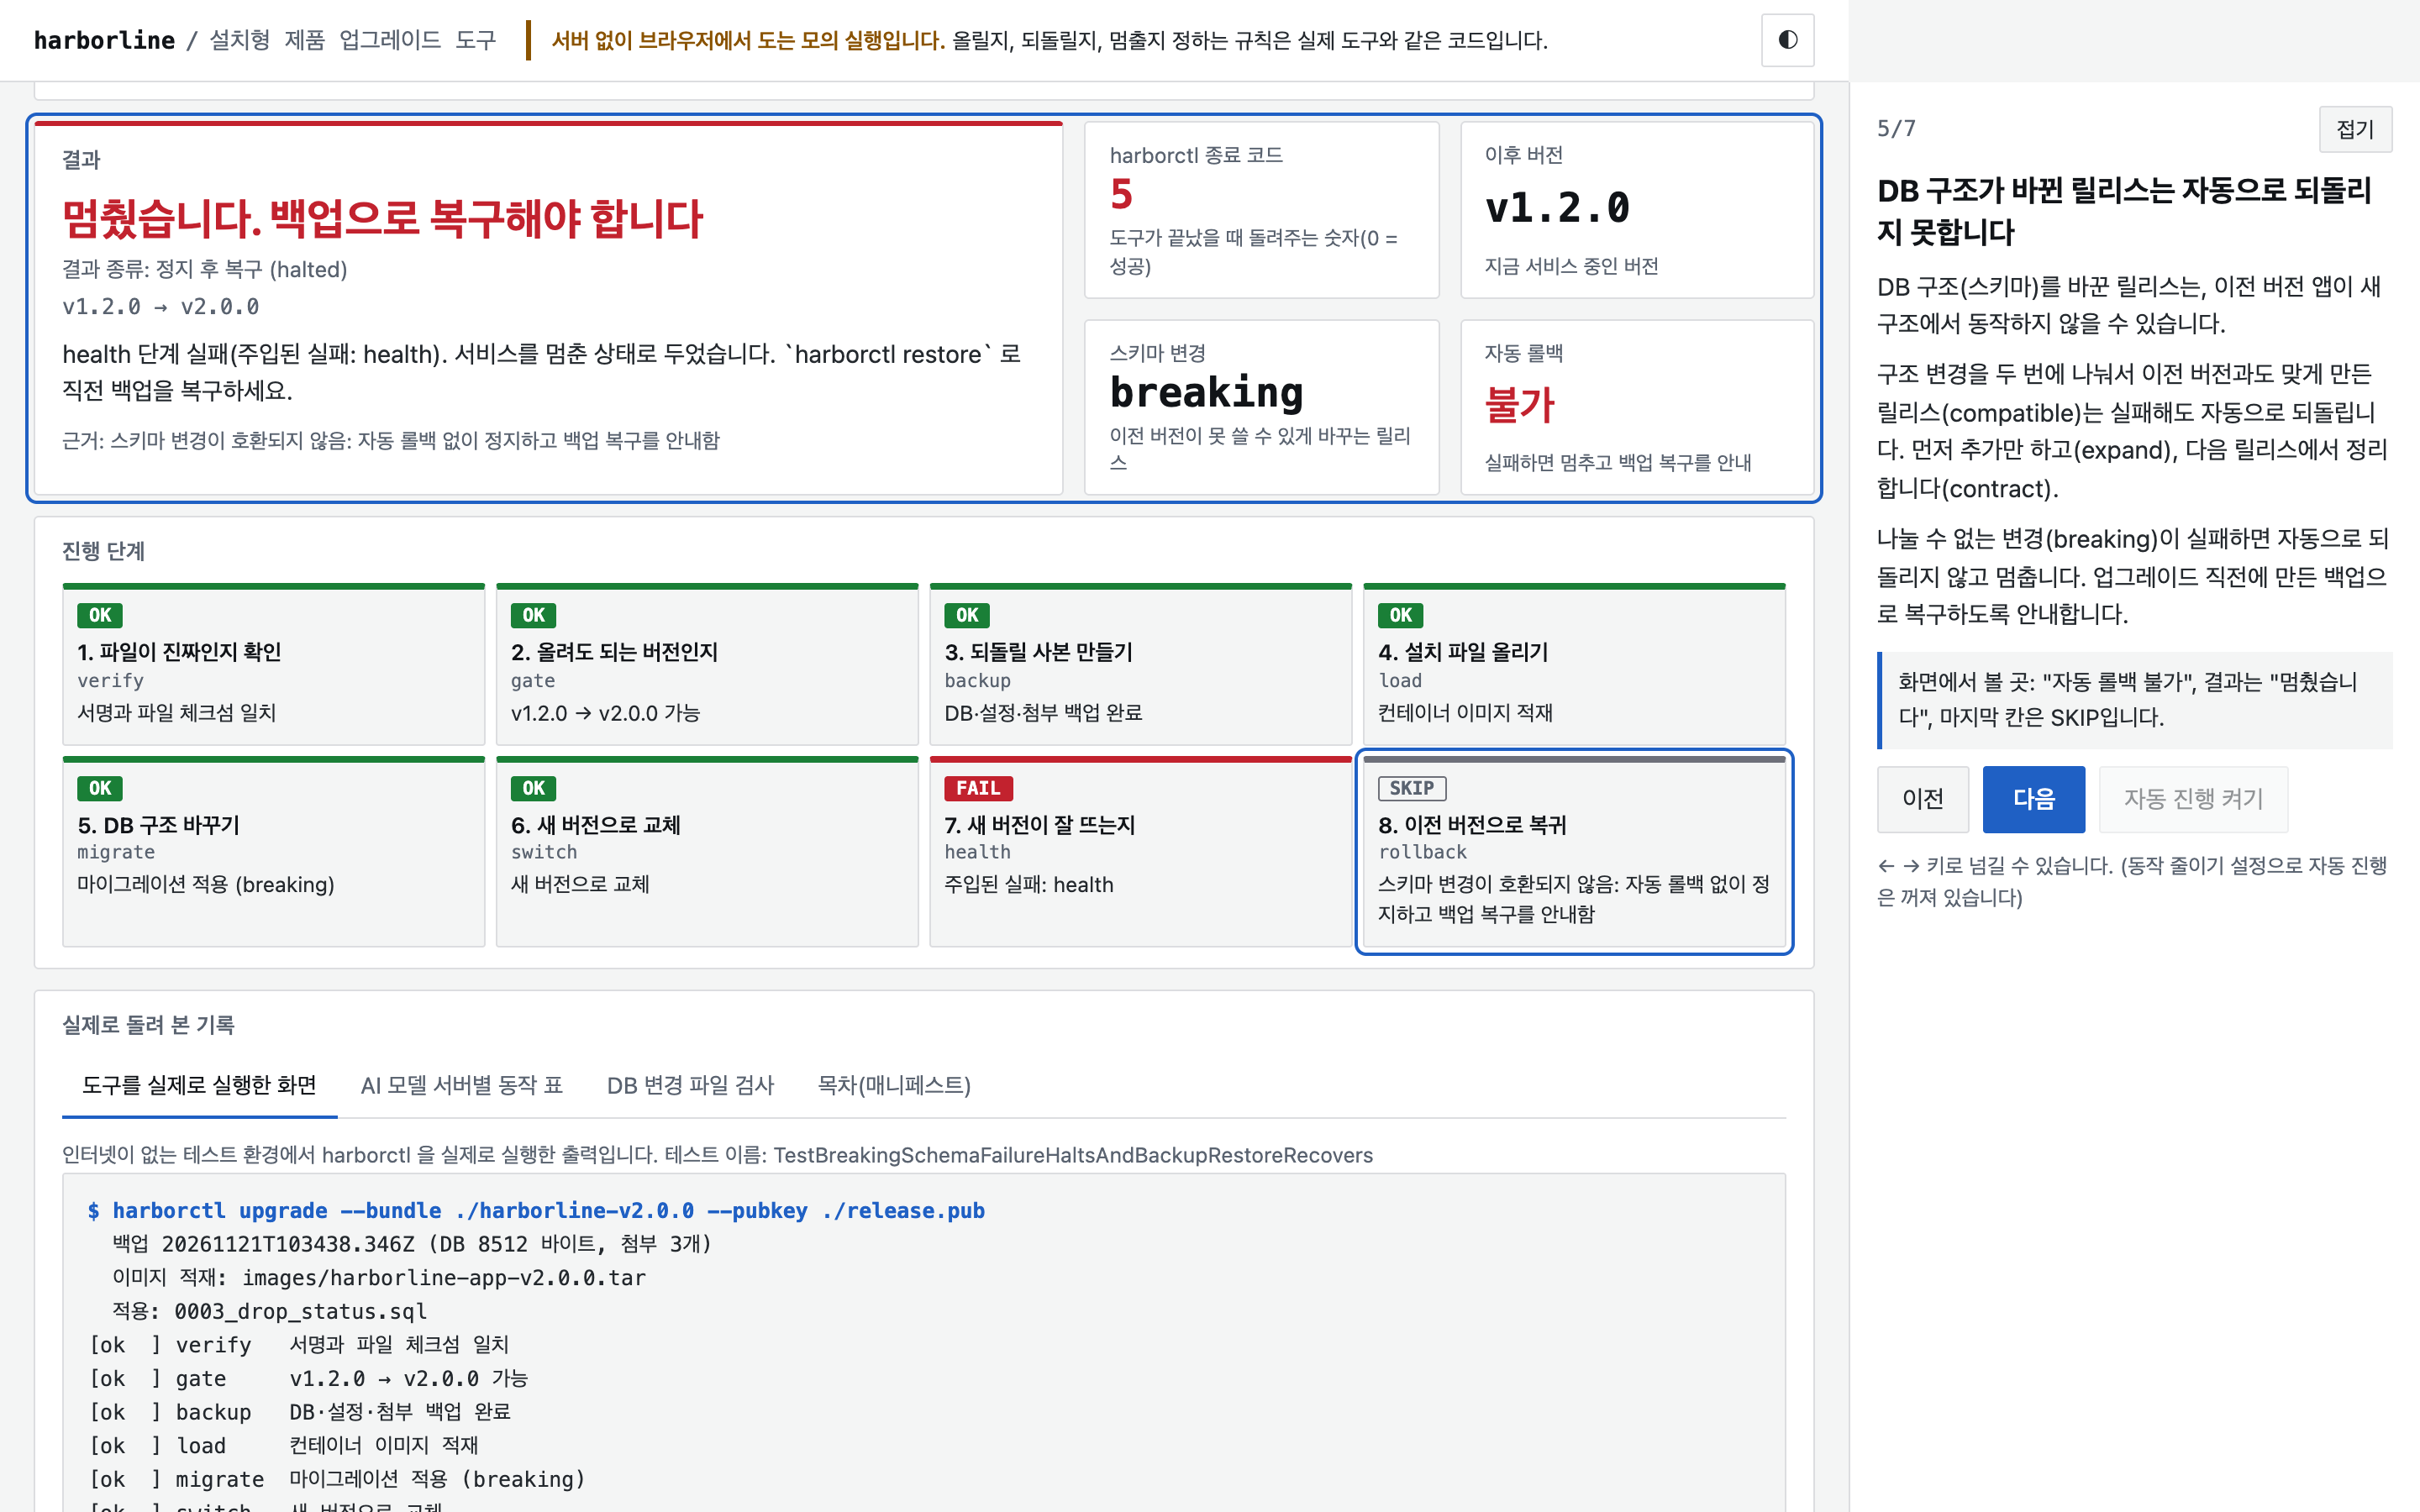 harborline / 설치형 제품 업그레이드 도구
서버 없이 브라우저에서 도는 모의 실행입니다. 올릴지, 되돌릴지, 멈출지 정하는 규칙은 실제 도구와 같은 코드입니다.
결과
멈췄습니다. 백업으로 복구해야 합니다
결과 종류: 정지 후 복구 (halted)
v1.2.0 → v2.0.0
health 단계 실패(주입된 실패: health). 서비스를 멈춘 상태로 두었습니다. `harborctl restore` 로
직전 백업을 복구하세요.
근거: 스키마 변경이 호환되지 않음: 자동 롤백 없이 정지하고 백업 복구를 안내함
harborctl 종료 코드
5
도구가 끝났을 때 돌려주는 숫자(0 =
성공)
이후 버전
v1.2.0
지금 서비스 중인 버전
스키마 변경
breaking
이전 버전이 못 쓸 수 있게 바꾸는 릴리
스
자동 롤백
불가
실패하면 멈추고 백업 복구를 안내
진행 단계
OK
1. 파일이 진짜인지 확인
verify
서명과 파일 체크섬 일치
OK
2. 올려도 되는 버전인지
gate
v1.2.0 → v2.0.0 가능
OK
3. 되돌릴 사본 만들기
backup
DB·설정·첨부 백업 완료
OK
4. 설치 파일 올리기
load
컨테이너 이미지 적재
OK
5. DB 구조 바꾸기
migrate
마이그레이션 적용 (breaking)
OK
6. 새 버전으로 교체
switch
새 버전으로 교체
FAIL
7. 새 버전이 잘 뜨는지
health
주입된 실패: health
SKIP
8. 이전 버전으로 복귀
rollback
스키마 변경이 호환되지 않음: 자동 롤백 없이 정
지하고 백업 복구를 안내함
실제로 돌려 본 기록
도구를 실제로 실행한 화면 AI 모델 서버별 동작 표 DB 변경 파일 검사 목차(매니페스트)
인터넷이 없는 테스트 환경에서 harborctl 을 실제로 실행한 출력입니다. 테스트 이름: TestBreakingSchemaFailureHaltsAndBackupRestoreRecovers
$ harborctl upgrade --bundle ./harborline-v2.0.0 --pubkey ./release.pub
백업 20261121T103438.346Z (DB 8512 바이트, 첨부 3개)
이미지 적재: images/harborline-app-v2.0.0.tar
적용: 0003_drop_status.sql
[ok  ] verify   서명과 파일 체크섬 일치
[ok  ] gate     v1.2.0 → v2.0.0 가능
[ok  ] backup   DB·설정·첨부 백업 완료
[ok  ] load     컨테이너 이미지 적재
[ok  ] migrate  마이그레이션 적용 (breaking)
[ok  ] switch   새 버전으로 교체
5/7
접기
DB 구조가 바뀐 릴리스는 자동으로 되돌리
지 못합니다
DB 구조(스키마)를 바꾼 릴리스는, 이전 버전 앱이 새
구조에서 동작하지 않을 수 있습니다.
구조 변경을 두 번에 나눠서 이전 버전과도 맞게 만든
릴리스(compatible)는 실패해도 자동으로 되돌립니
다. 먼저 추가만 하고(expand), 다음 릴리스에서 정리
합니다(contract).
나눌 수 없는 변경(breaking)이 실패하면 자동으로 되
돌리지 않고 멈춥니다. 업그레이드 직전에 만든 백업으
로 복구하도록 안내합니다.
화면에서 볼 곳: "자동 롤백 불가", 결과는 "멈췄습니
다", 마지막 칸은 SKIP입니다.
이전 다음 자동 진행 켜기
← → 키로 넘길 수 있습니다. (동작 줄이기 설정으로 자동 진행
은 꺼져 있습니다)